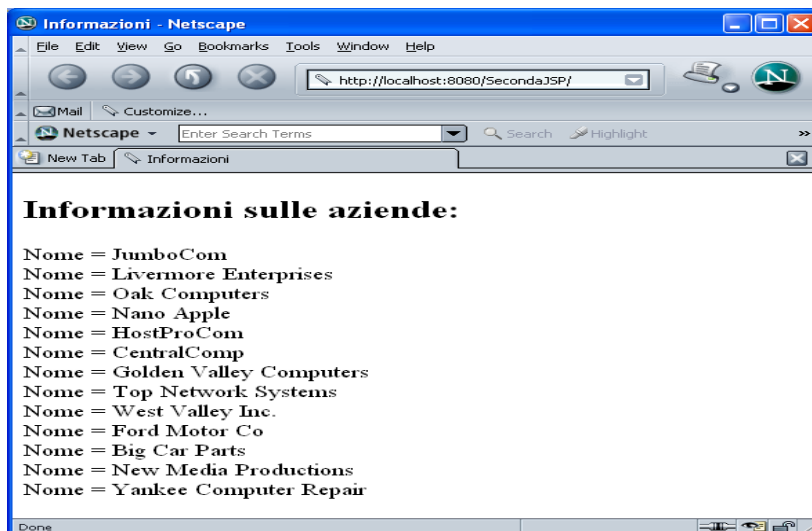 Informazioni - Netscape
File Edit View Go Bookmarks Tools Window Help
http://localhost:8080/SecondaJSP/
N
Mail Customize...
N Netscape Enter Search Terms Search Highlight
New Tab Informazioni
Informazioni sulle aziende:
Nome = JumboCom
Nome = Livermore Enterprises
Nome = Oak Computers
Nome = Nano Apple
Nome = HostProCom
Nome = CentralComp
Nome = Golden Valley Computers
Nome = Top Network Systems
Nome = West Valley Inc.
Nome = Ford Motor Co
Nome = Big Car Parts
Nome = New Media Productions
Nome = Yankee Computer Repair
Done